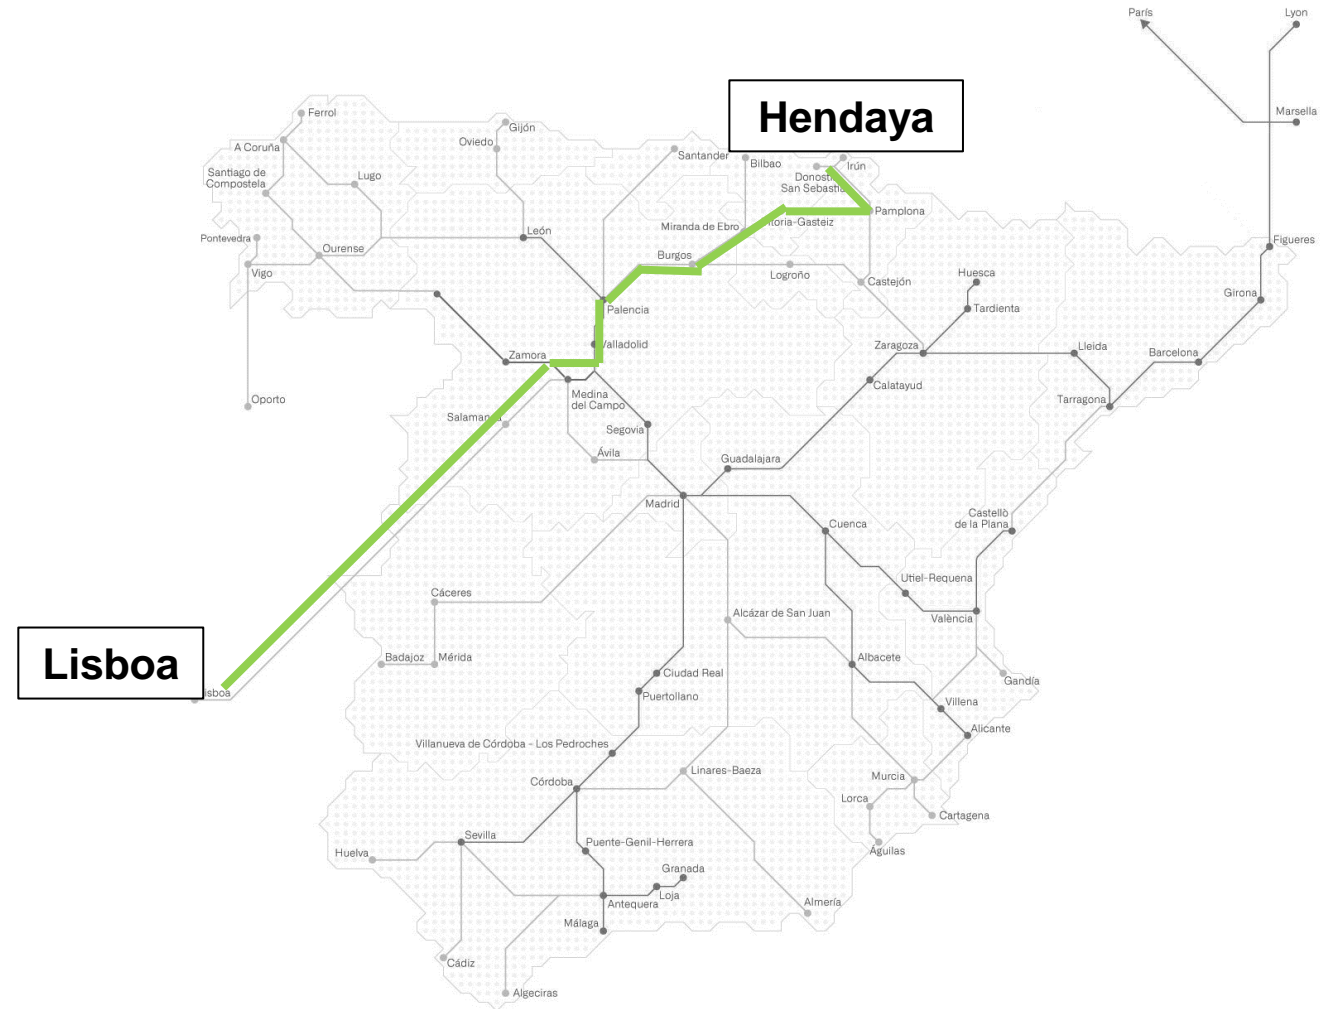 París
Lyon
Hendaya
Marsella
Ferrol
Gijón
A Coruña
Oviedo
Santander
Bilbao
Irún
Santiago de
Compostela
Lugo
Donosti
San Sebastiá
Pamplona
Pontevedra
Ourense
León
Miranda de Ebro
itoria-Gasteiz
Figueres
Vigo
Burgos
Logroño
Castejón
Huesca
Girona
Palencia
Tardienta
Zamora
Valladolid
Zaragoza
Lleida
Barcelona
Oporto
Medina
del Campo
Calatayud
Tarragona
Salamanca
Segovia
Ávila
Guadalajara
Madrid
Cuenca
Castellò
de la Plana
Utiel-Requena
Cáceres
Alcázar de San Juan
València
Lisboa
Badajoz
Mérida
Ciudad Real
Albacete
Gandía
isboa
Puertollano
Villena
Alicante
Villanueva de Córdoba - Los Pedroches
Linares-Baeza
Murcia
Córdoba
Lorca
Cartagena
Sevilla
Puente-Genil-Herrera
Huelva
Águilas
Granada
Loja
Antequera
Almería
Málaga
Cádiz
Algeciras